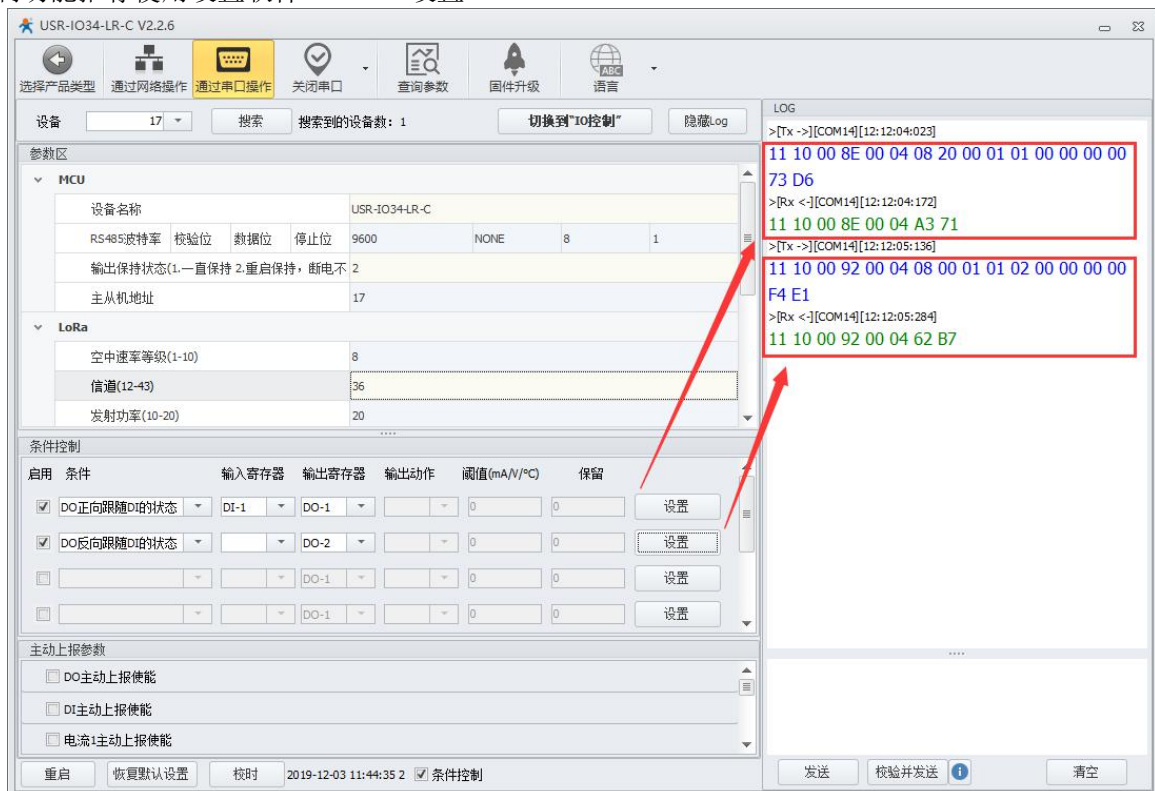 USR-IO34-LR-C V2.2.6
选择产品类型 通过网络操作 通过串口操作 关闭串口 查询参数 固件升级 语言
设备 17 搜索 搜索到的设备数: 1 切换到"IO控制" 隐藏Log
参数区
MCU
设备名称 USR-IO34-LR-C
RS485:波特率 校验位 数据位 停止位 9600 NONE 8 1
输出保持状态(1.一直保持 2.重启保持，断电不 2
主从机地址 17
LoRa
空中速率等级(1-10) 8
信道(12-43) 36
发射功率(10-20) 20
条件控制
启用 条件 输入寄存器 输出寄存器 输出动作 阈值(mA/V/°C) 保留
DO正向跟随DI的状态 DI-1 DO-1 0 0 设置
DO反向跟随DI的状态 DO-2 0 0 设置
DO-1 0 0 设置
DO-1 0 0 设置
主动上报参数
DO主动上报使能
DI主动上报使能
电流1主动上报使能
重启 恢复默认设置 校时 2019-12-03 11:44:35 2 条件控制
LOG
>[Tx ->][COM14][12:12:04:023]
11 10 00 8E 00 04 08 20 00 01 01 00 00 00 00
73 D6
>[Rx <-][COM14][12:12:04:172]
11 10 00 8E 00 04 A3 71
>[Tx ->][COM14][12:12:05:136]
11 10 00 92 00 04 08 00 01 01 02 00 00 00 00
F4 E1
>[Rx <-][COM14][12:12:05:284]
11 10 00 92 00 04 62 B7
发送 校验并发送 清空